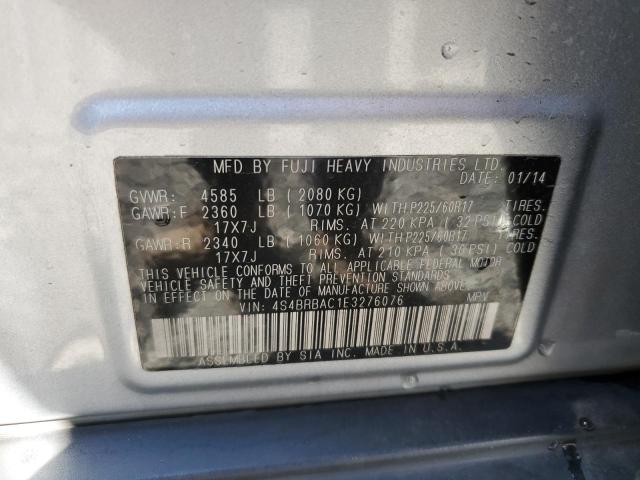 MFD BY FUJI HEAVY INDUSTRIES LTD.
DATE: 01/14
GVWR: 4585 LB (2080 KG)
GAWR:F 2360 LB (1070 KG) WITH P225/60R17 TIRES.
17X7J RIMS. AT 220 KPA (32 PSI) COLD
GAWR:R 2340 LB (1060 KG) WITH P225/60R17 TIRES.
17X7J RIMS. AT 210 KPA (30 PSI) COLD
THIS VEHICLE CONFORMS TO ALL APPLICABLE FEDERAL MOTOR
VEHICLE SAFETY AND THEFT PREVENTION STANDARDS
IN EFFECT ON THE DATE OF MANUFACTURE SHOWN ABOVE.
VIN: 4S4BRBAC1E3276076 MPV
ASSEMBLED BY SIA INC. MADE IN U.S.A.